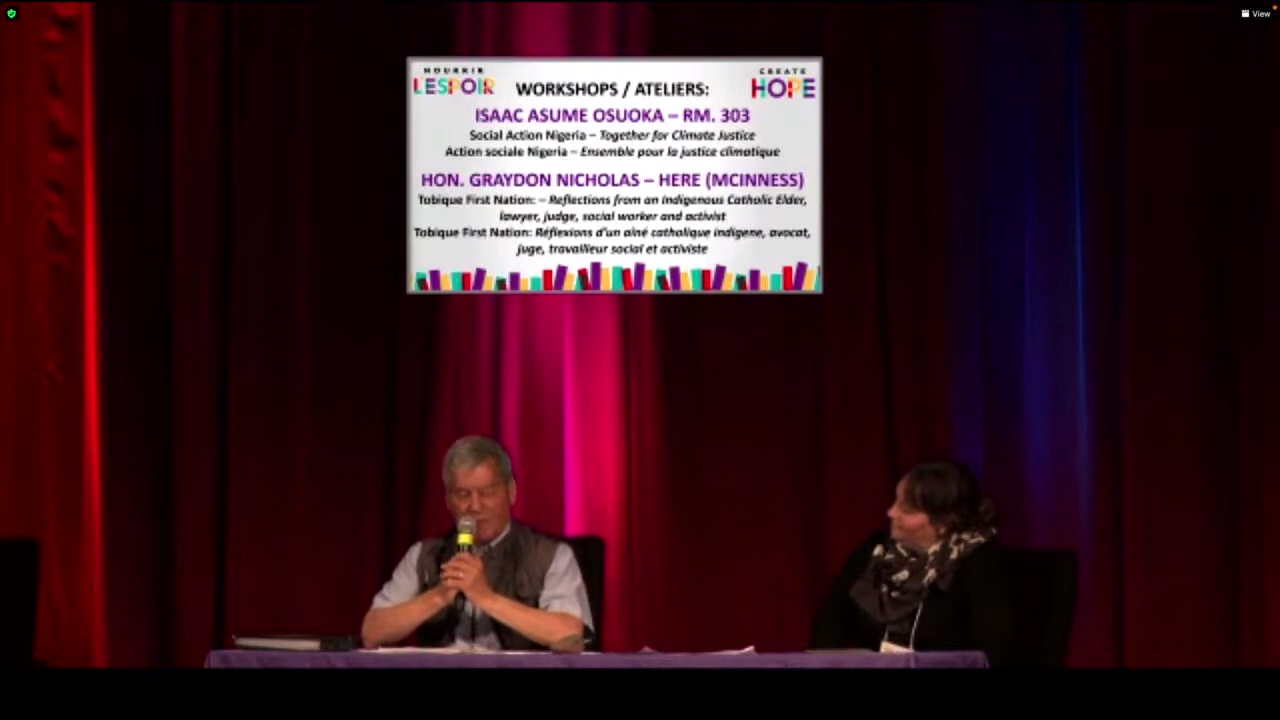 View
NOURRIR
L'ESPOIR
CREATE
HOPE
WORKSHOPS / ATELIERS:
ISAAC ASUME OSUOKA – RM. 303
Social Action Nigeria – Together for Climate Justice
Action sociale Nigeria – Ensemble pour la justice climatique
HON. GRAYDON NICHOLAS – HERE (MCINNESS)
Tobique First Nation: – Reflections from an Indigenous Catholic Elder,
lawyer, judge, social worker and activist
Tobique First Nation: Réflexions d'un aîné catholique indigène, avocat,
juge, travailleur social et activiste